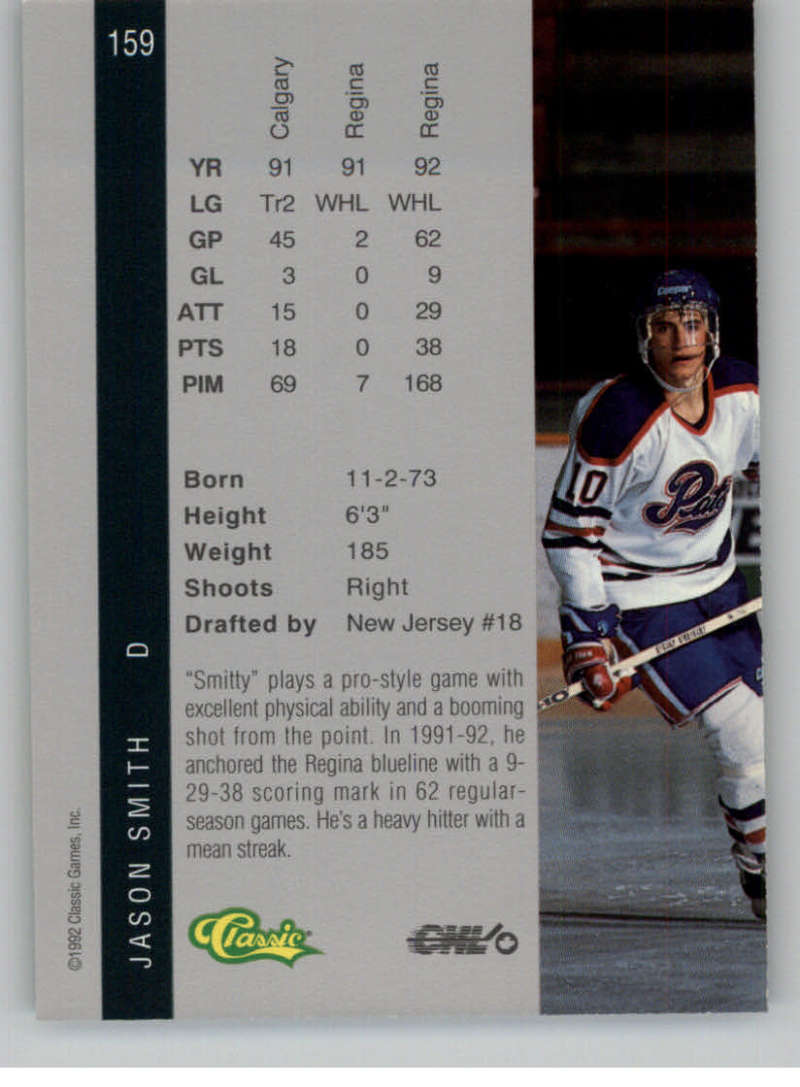 159
Calgary Regina Regina
YR 91 91 92
LG Tr2 WHL WHL
GP 45 2 62
GL 3 0 9
ATT 15 0 29
PTS 18 0 38
PIM 69 7 168
Born 11-2-73
Height 6'3"
Weight 185
Shoots Right
Drafted by New Jersey #18
"Smitty" plays a pro-style game with
excellent physical ability and a booming
shot from the point. In 1991-92, he
anchored the Regina blueline with a 9-
29-38 scoring mark in 62 regular-
season games. He's a heavy hitter with a
mean streak.
Classic®
CHL
JASON SMITH D
©1992 Classic Games, Inc.
Cooper
10
Pats
10